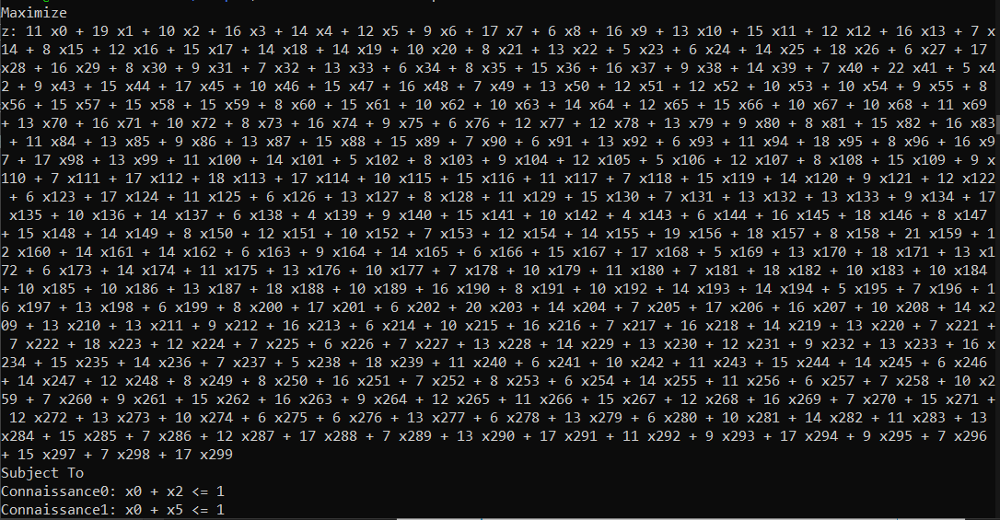 Maximize
z: 11 x0 + 19 x1 + 10 x2 + 16 x3 + 14 x4 + 12 x5 + 9 x6 + 17 x7 + 6 x8 + 16 x9 + 13 x10 + 15 x11 + 12 x12 + 16 x13 + 7 x
14 + 8 x15 + 12 x16 + 15 x17 + 14 x18 + 14 x19 + 10 x20 + 8 x21 + 13 x22 + 5 x23 + 6 x24 + 14 x25 + 18 x26 + 6 x27 + 17 
x28 + 16 x29 + 8 x30 + 9 x31 + 7 x32 + 13 x33 + 6 x34 + 8 x35 + 15 x36 + 16 x37 + 9 x38 + 14 x39 + 7 x40 + 22 x41 + 5 x4
2 + 9 x43 + 15 x44 + 17 x45 + 10 x46 + 15 x47 + 16 x48 + 7 x49 + 13 x50 + 12 x51 + 12 x52 + 10 x53 + 10 x54 + 9 x55 + 8 
x56 + 15 x57 + 15 x58 + 15 x59 + 8 x60 + 15 x61 + 10 x62 + 10 x63 + 14 x64 + 12 x65 + 15 x66 + 10 x67 + 10 x68 + 11 x69 
+ 13 x70 + 16 x71 + 10 x72 + 8 x73 + 16 x74 + 9 x75 + 6 x76 + 12 x77 + 12 x78 + 13 x79 + 9 x80 + 8 x81 + 15 x82 + 16 x83
 + 11 x84 + 13 x85 + 9 x86 + 13 x87 + 15 x88 + 15 x89 + 7 x90 + 6 x91 + 13 x92 + 6 x93 + 11 x94 + 18 x95 + 8 x96 + 16 x9
7 + 17 x98 + 13 x99 + 11 x100 + 14 x101 + 5 x102 + 8 x103 + 9 x104 + 12 x105 + 5 x106 + 12 x107 + 8 x108 + 15 x109 + 9 x
110 + 7 x111 + 17 x112 + 18 x113 + 17 x114 + 10 x115 + 15 x116 + 11 x117 + 7 x118 + 15 x119 + 14 x120 + 9 x121 + 12 x122
 + 6 x123 + 17 x124 + 11 x125 + 6 x126 + 13 x127 + 8 x128 + 11 x129 + 15 x130 + 7 x131 + 13 x132 + 13 x133 + 9 x134 + 17
 x135 + 10 x136 + 14 x137 + 6 x138 + 4 x139 + 9 x140 + 15 x141 + 10 x142 + 4 x143 + 6 x144 + 16 x145 + 18 x146 + 8 x147 
+ 15 x148 + 14 x149 + 8 x150 + 12 x151 + 10 x152 + 7 x153 + 12 x154 + 14 x155 + 19 x156 + 18 x157 + 8 x158 + 21 x159 + 1
2 x160 + 14 x161 + 14 x162 + 6 x163 + 9 x164 + 14 x165 + 6 x166 + 15 x167 + 17 x168 + 5 x169 + 13 x170 + 18 x171 + 13 x1
72 + 6 x173 + 14 x174 + 11 x175 + 13 x176 + 10 x177 + 7 x178 + 10 x179 + 11 x180 + 7 x181 + 18 x182 + 10 x183 + 10 x184 
+ 10 x185 + 10 x186 + 13 x187 + 18 x188 + 10 x189 + 16 x190 + 8 x191 + 10 x192 + 14 x193 + 14 x194 + 5 x195 + 7 x196 + 1
6 x197 + 13 x198 + 6 x199 + 8 x200 + 17 x201 + 6 x202 + 20 x203 + 14 x204 + 7 x205 + 17 x206 + 16 x207 + 10 x208 + 14 x2
09 + 13 x210 + 13 x211 + 9 x212 + 16 x213 + 6 x214 + 10 x215 + 16 x216 + 7 x217 + 16 x218 + 14 x219 + 13 x220 + 7 x221 +
 7 x222 + 18 x223 + 12 x224 + 7 x225 + 6 x226 + 7 x227 + 13 x228 + 14 x229 + 13 x230 + 12 x231 + 9 x232 + 13 x233 + 16 x
234 + 15 x235 + 14 x236 + 7 x237 + 5 x238 + 18 x239 + 11 x240 + 6 x241 + 10 x242 + 11 x243 + 15 x244 + 14 x245 + 6 x246 
+ 14 x247 + 12 x248 + 8 x249 + 8 x250 + 16 x251 + 7 x252 + 8 x253 + 6 x254 + 14 x255 + 11 x256 + 6 x257 + 7 x258 + 10 x2
59 + 7 x260 + 9 x261 + 15 x262 + 16 x263 + 9 x264 + 12 x265 + 11 x266 + 15 x267 + 12 x268 + 16 x269 + 7 x270 + 15 x271 +
 12 x272 + 13 x273 + 10 x274 + 6 x275 + 6 x276 + 13 x277 + 6 x278 + 13 x279 + 6 x280 + 10 x281 + 14 x282 + 11 x283 + 13 
x284 + 15 x285 + 7 x286 + 12 x287 + 17 x288 + 7 x289 + 13 x290 + 17 x291 + 11 x292 + 9 x293 + 17 x294 + 9 x295 + 7 x296 
+ 15 x297 + 7 x298 + 17 x299
Subject To
Connaissance0: x0 + x2 <= 1
Connaissance1: x0 + x5 <= 1